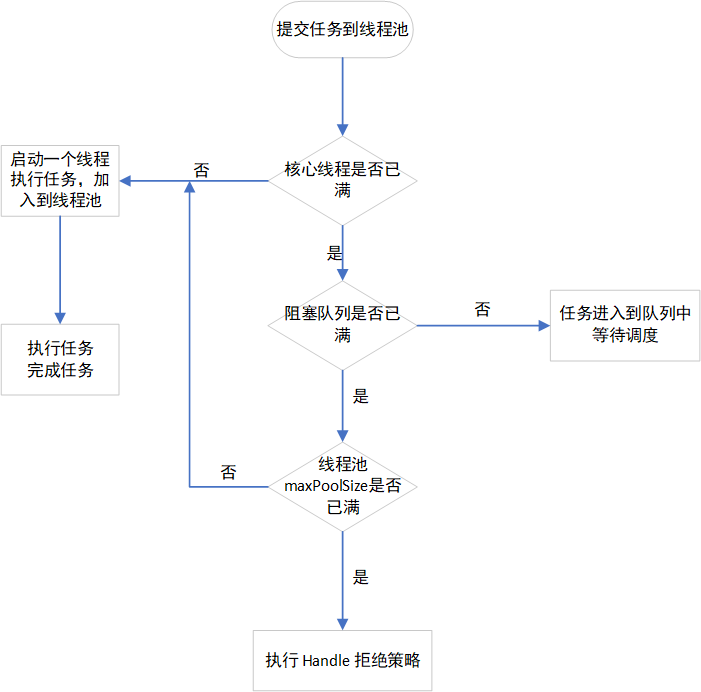 提交任务到线程池
核心线程是否已
满
否
启动一个线程
执行任务，加
入到线程池
是
阻塞队列是否已
满
否
任务进入到队列中
等待调度
执行任务
完成任务
是
线程池
maxPoolSize是否
已满
否
是
执行 Handle 拒绝策略